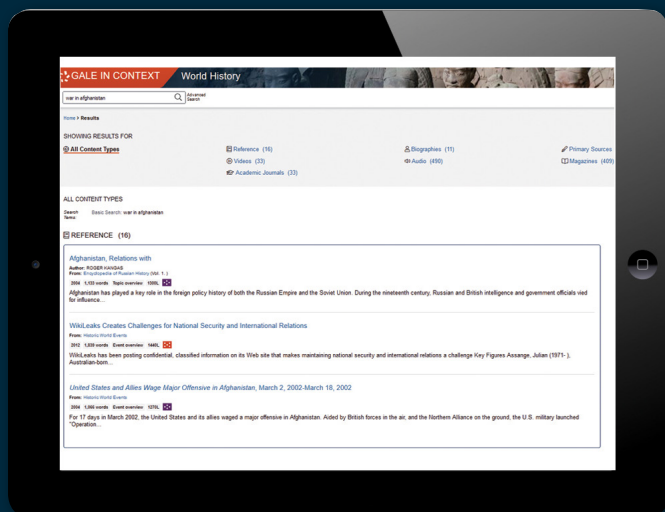 GALE IN CONTEXT World History
war in afghanistan Advanced Search
Home > Results
SHOWING RESULTS FOR
All Content Types
Reference (16)
Biographies (11)
Primary Sources
Videos (33)
Audio (490)
Magazines (409)
Academic Journals (33)
ALL CONTENT TYPES
Search Terms: Basic Search: war in afghanistan
REFERENCE (16)
Afghanistan, Relations with
Author: ROGER KANGAS
From: Encyclopedia of Russian History (Vol. 1. )
2004 1,133 words Topic overview 1300L
Afghanistan has played a key role in the foreign policy history of both the Russian Empire and the Soviet Union. During the nineteenth century, Russian and British intelligence and government officials vied
for influence...
WikiLeaks Creates Challenges for National Security and International Relations
From: Historic World Events
2012 1,838 words Event overview 1440L
WikiLeaks has been posting confidential, classified information on its Web site that makes maintaining national security and international relations a challenge Key Figures Assange, Julian (1971- ),
Australian-born...
United States and Allies Wage Major Offensive in Afghanistan, March 2, 2002-March 18, 2002
From: Historic World Events
2004 words Event overview 1270L
For 17 days in March 2002, the United States and its allies waged a major offensive in Afghanistan. Aided by British forces in the air, and the Northern Alliance on the ground, the U.S. military launched
"Operation...